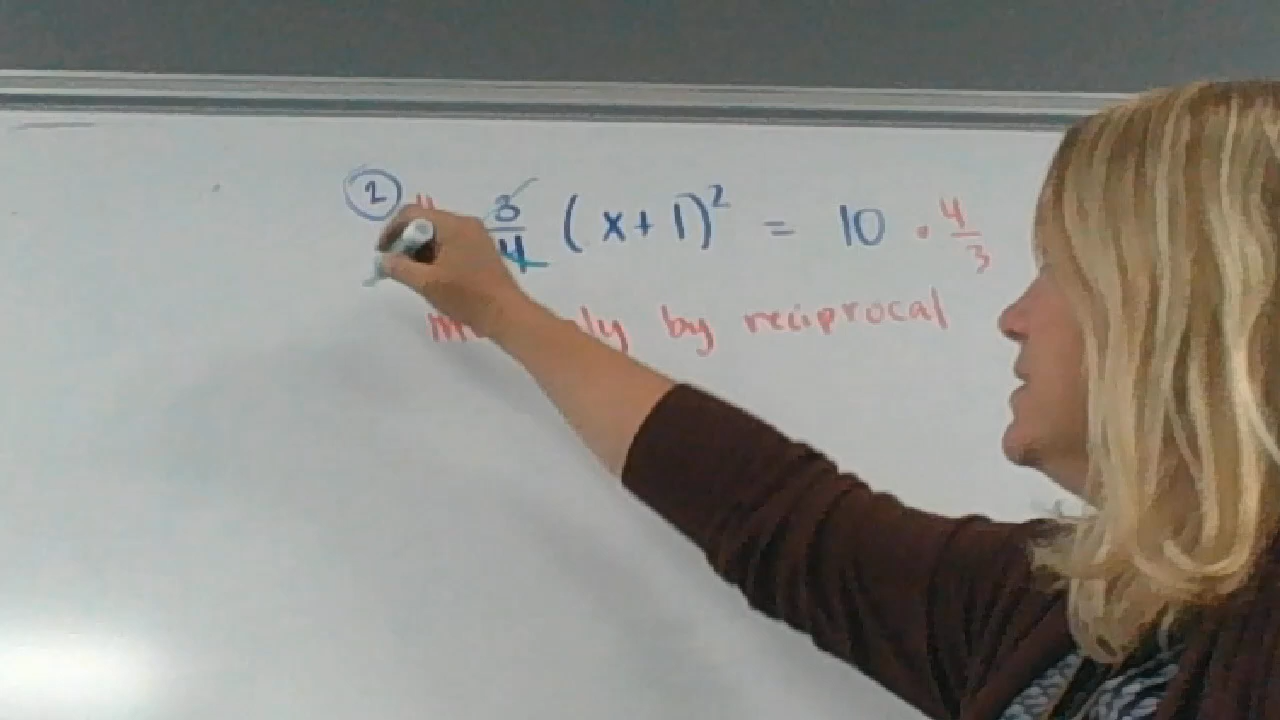 ② 3/4 (x+1)² = 10 · 4/3
by reciprocal